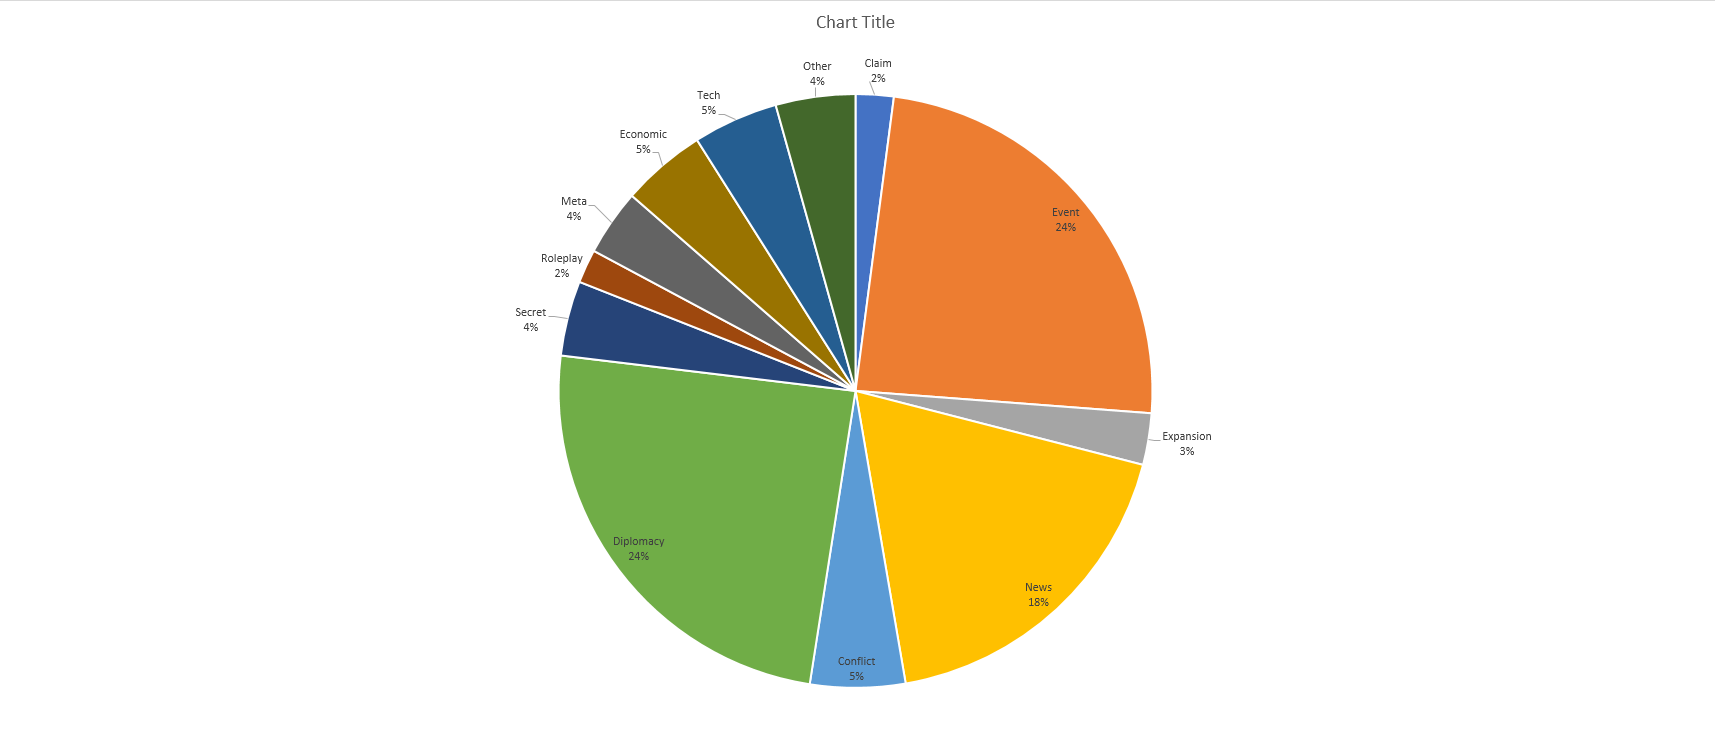 Chart Title
Claim
2%
Event
24%
Expansion
3%
News
18%
Conflict
5%
Diplomacy
24%
Secret
4%
Roleplay
2%
Meta
4%
Economic
5%
Tech
5%
Other
4%